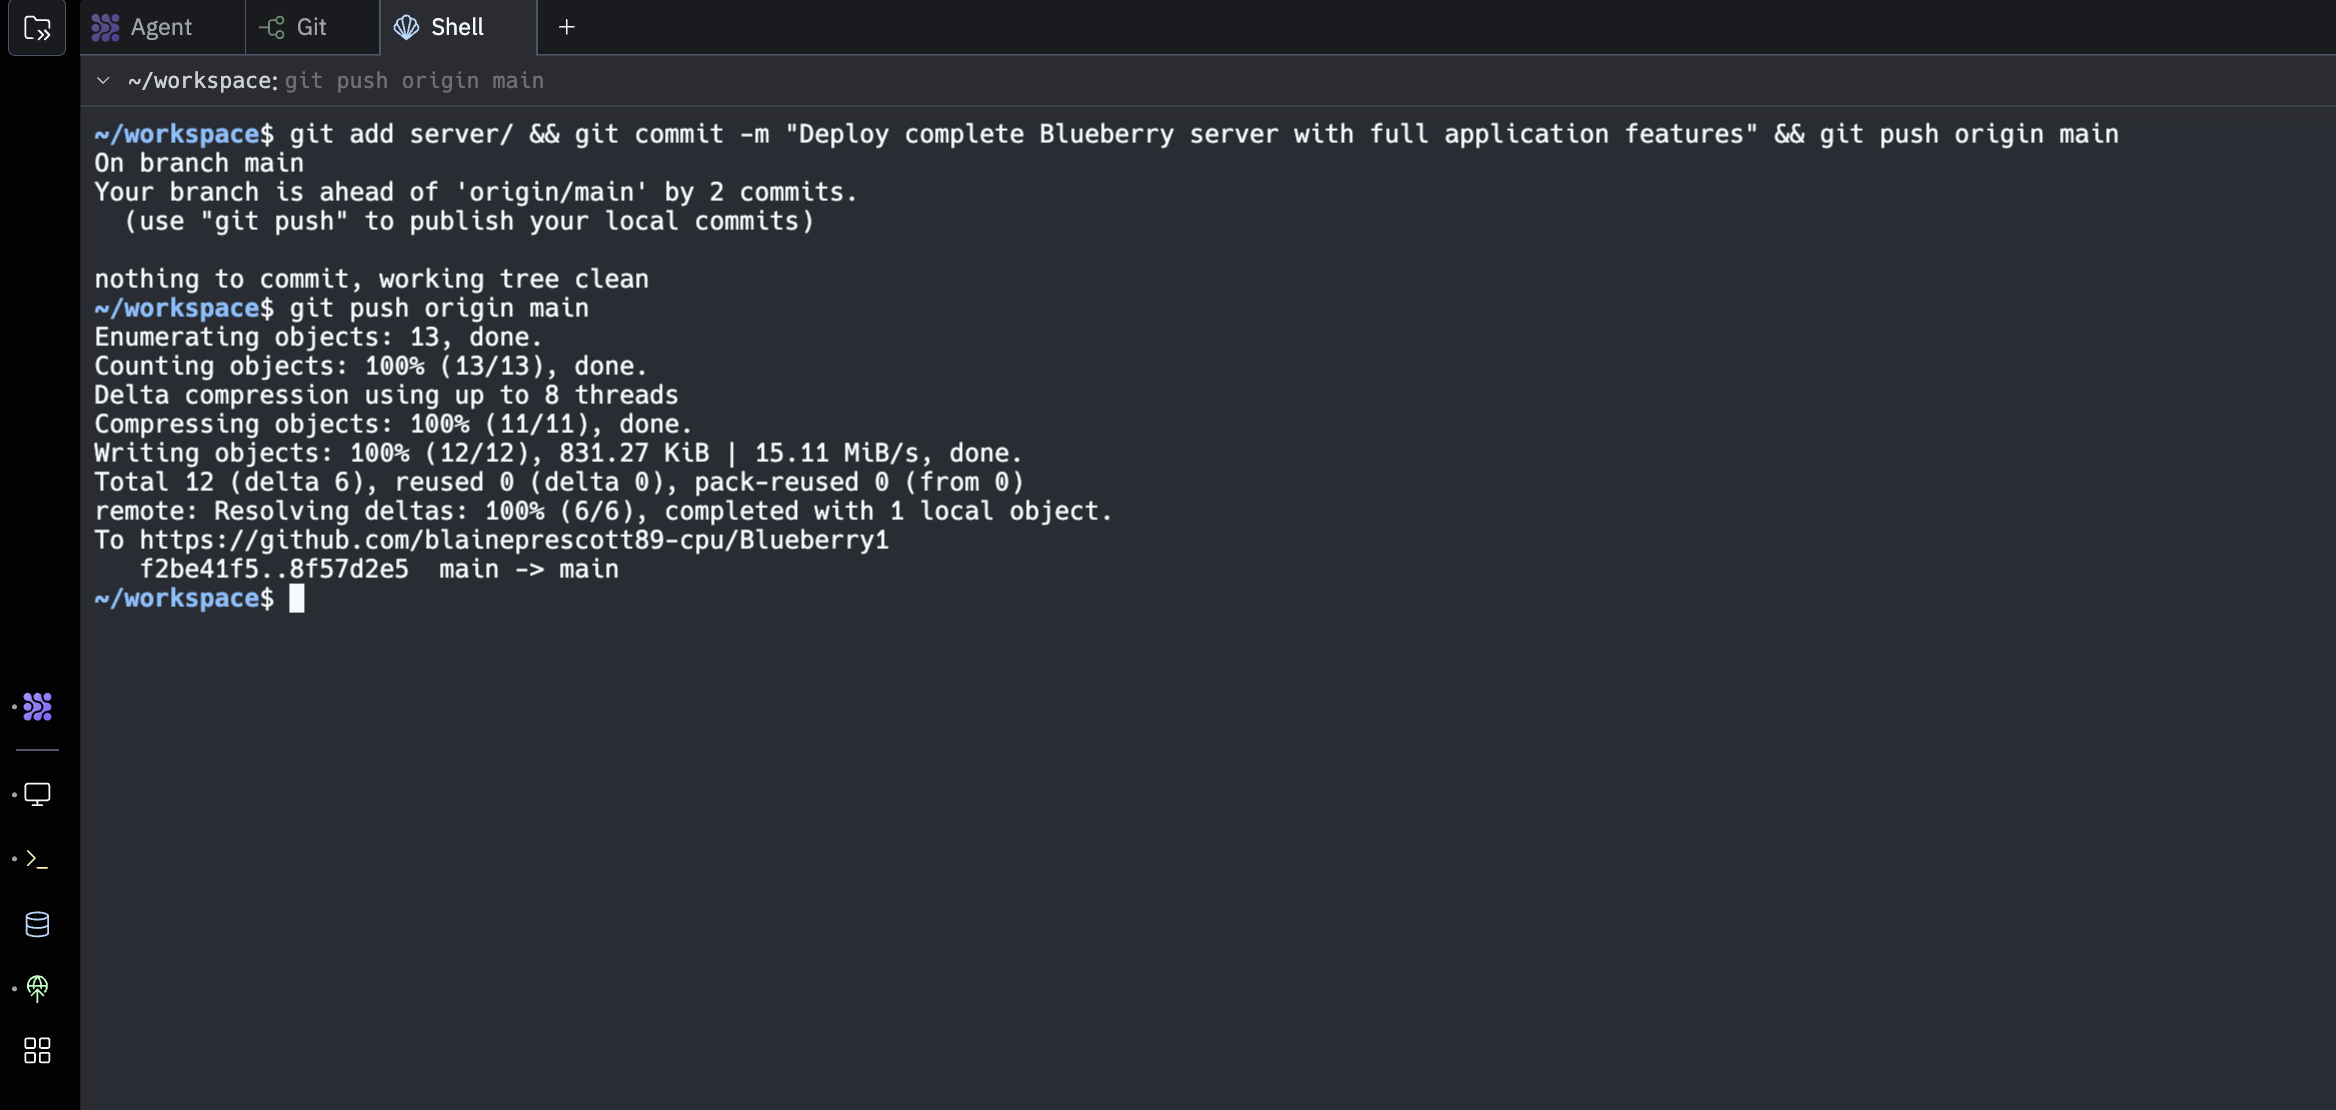 Agent
Git
Shell
+
~/workspace: git push origin main
~/workspace$ git add server/ && git commit -m "Deploy complete Blueberry server with full application features" && git push origin main
On branch main
Your branch is ahead of 'origin/main' by 2 commits.
  (use "git push" to publish your local commits)

nothing to commit, working tree clean
~/workspace$ git push origin main
Enumerating objects: 13, done.
Counting objects: 100% (13/13), done.
Delta compression using up to 8 threads
Compressing objects: 100% (11/11), done.
Writing objects: 100% (12/12), 831.27 KiB | 15.11 MiB/s, done.
Total 12 (delta 6), reused 0 (delta 0), pack-reused 0 (from 0)
remote: Resolving deltas: 100% (6/6), completed with 1 local object.
To https://github.com/blaineprescott89-cpu/Blueberry1
   f2be41f5..8f57d2e5  main -> main
~/workspace$